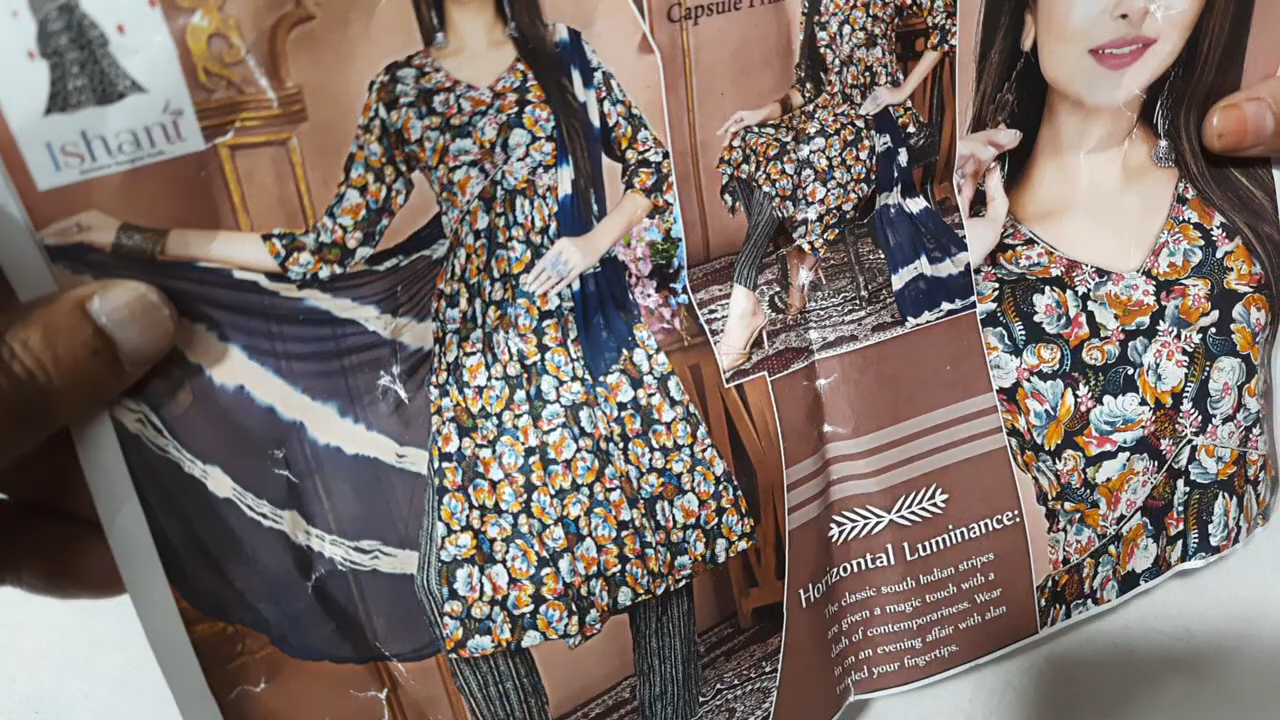 Ishani
Capsule
Horizontal Luminance:
The classic south Indian stripes
are given a magic touch with a
dash of contemporariness. Wear
in on an evening affair with alan
twirled your fingertips.